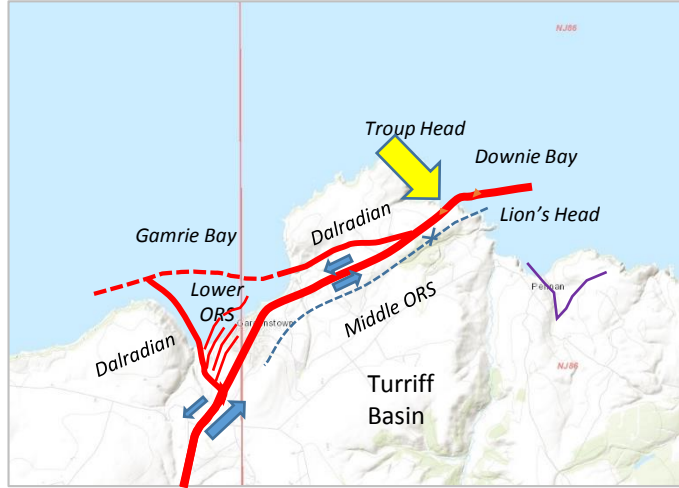 NJ86
Troup Head
Downie Bay
Lion's Head
Gamrie Bay
Dalradian
Lower
ORS
Pennan
Middle ORS
Dalradian
NJ86
Turriff
Basin